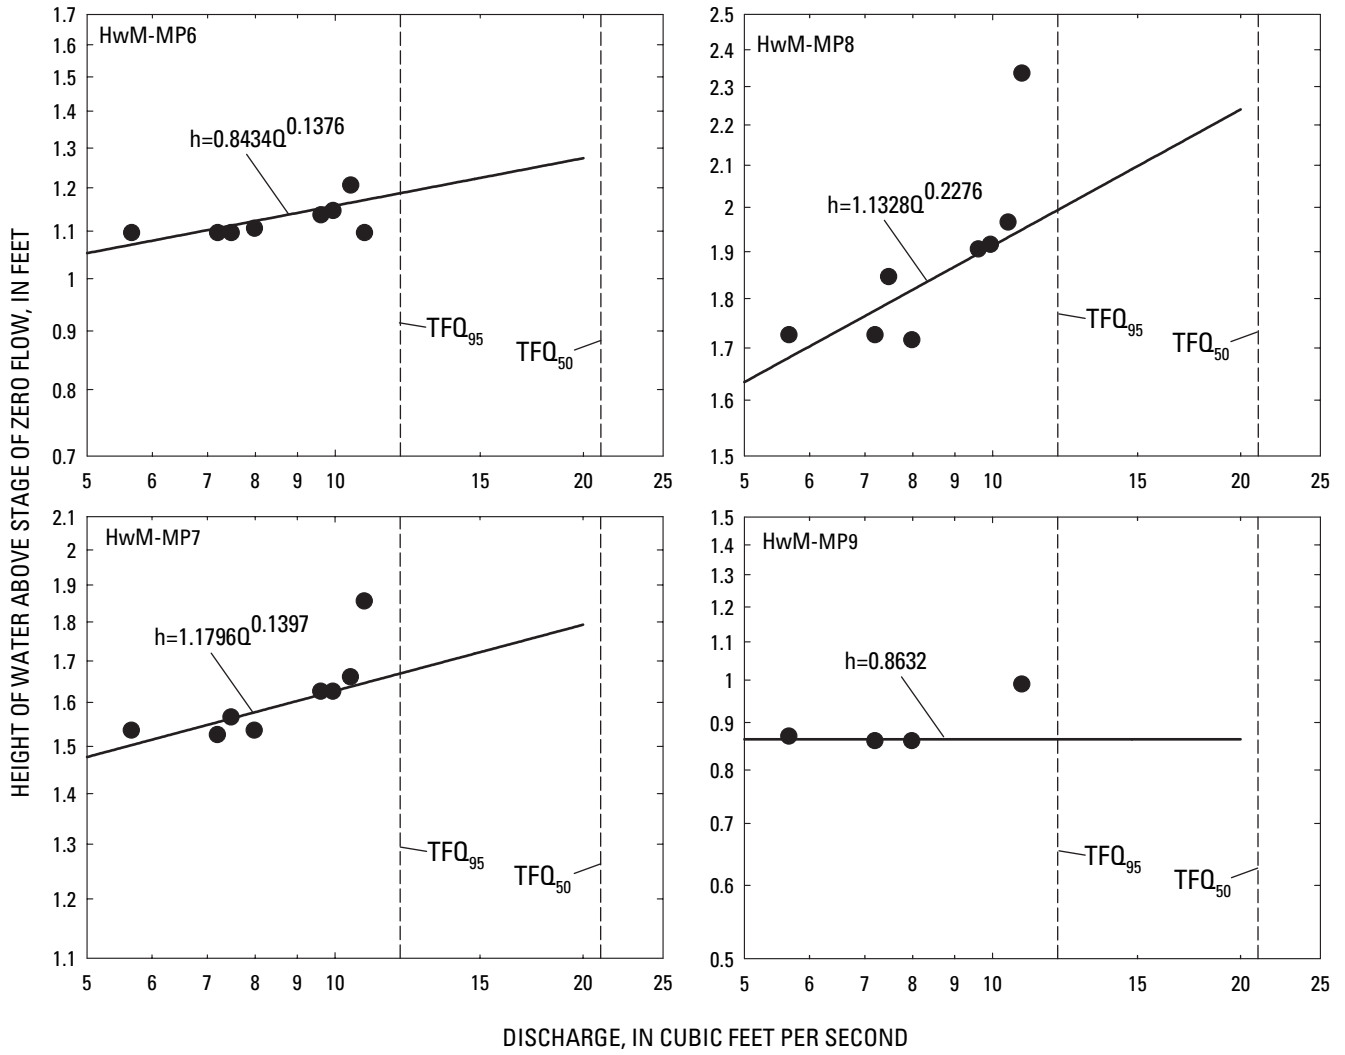 HEIGHT OF WATER ABOVE STAGE OF ZERO FLOW, IN FEET
HwM-MP6
1.7
1.6
1.5
1.4
1.3
1.2
1.1
1
0.9
0.8
0.7
h=0.8434Q^0.1376
TFQ₉₅
TFQ₅₀
5 6 7 8 9 10 15 20 25
HwM-MP8
2.5
2.4
2.3
2.2
2.1
2
1.9
1.8
1.7
1.6
1.5
h=1.1328Q^0.2276
TFQ₉₅
TFQ₅₀
5 6 7 8 9 10 15 20 25
HwM-MP7
2.1
2
1.9
1.8
1.7
1.6
1.5
1.4
1.3
1.2
1.1
h=1.1796Q^0.1397
TFQ₉₅
TFQ₅₀
5 6 7 8 9 10 15 20 25
HwM-MP9
1.5
1.4
1.3
1.2
1.1
1
0.9
0.8
0.7
0.6
0.5
h=0.8632
TFQ₉₅
TFQ₅₀
5 6 7 8 9 10 15 20 25
DISCHARGE, IN CUBIC FEET PER SECOND